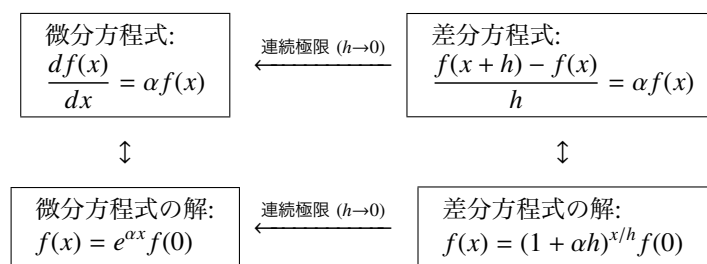 微分方程式:
\frac{df(x)}{dx} = αf(x)
連続極限 (h→0)
差分方程式:
\frac{f(x + h) − f(x)}{h} = αf(x)
微分方程式の解:
f(x) = e^{αx} f(0)
連続極限 (h→0)
差分方程式の解:
f(x) = (1 + αh)^{x/h} f(0)